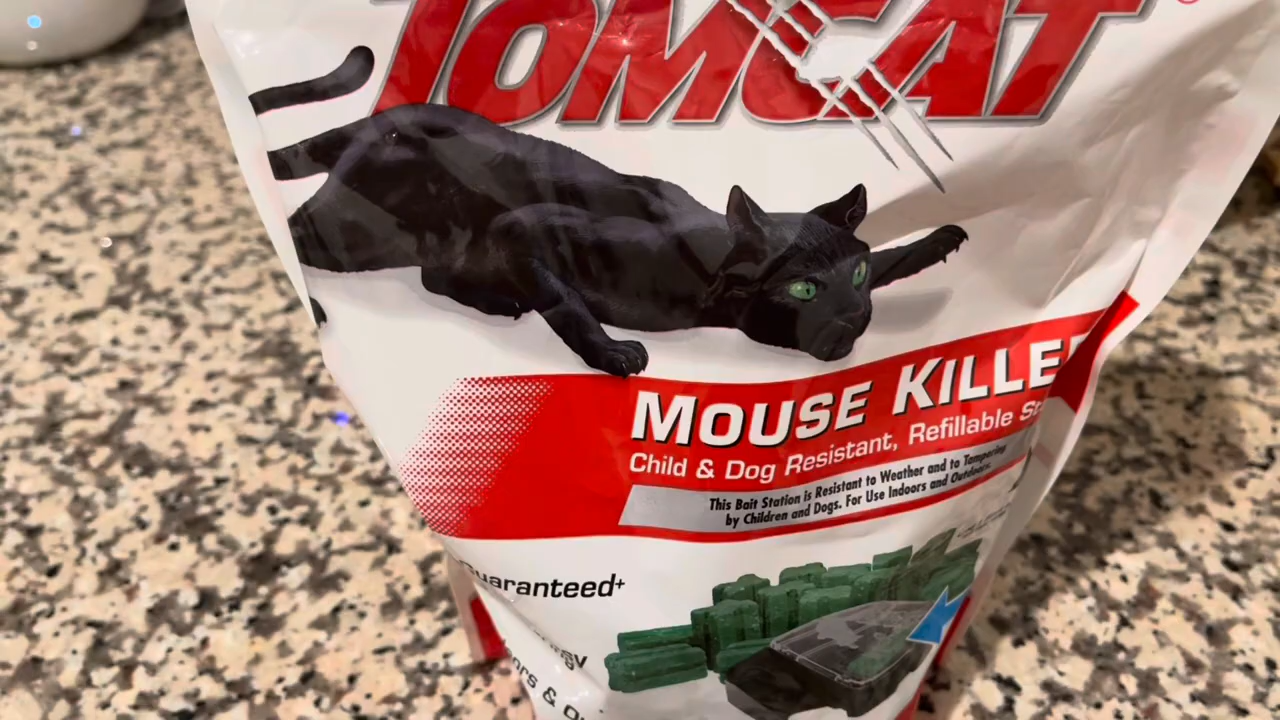 TOMCAT
MOUSE KILLE
Child & Dog Resistant, Refillable
This Bait Station is Resistant to Weather and to Tampering
by Children and Dogs. For Use Indoors and Outdoors.
uaranteed+
ors &